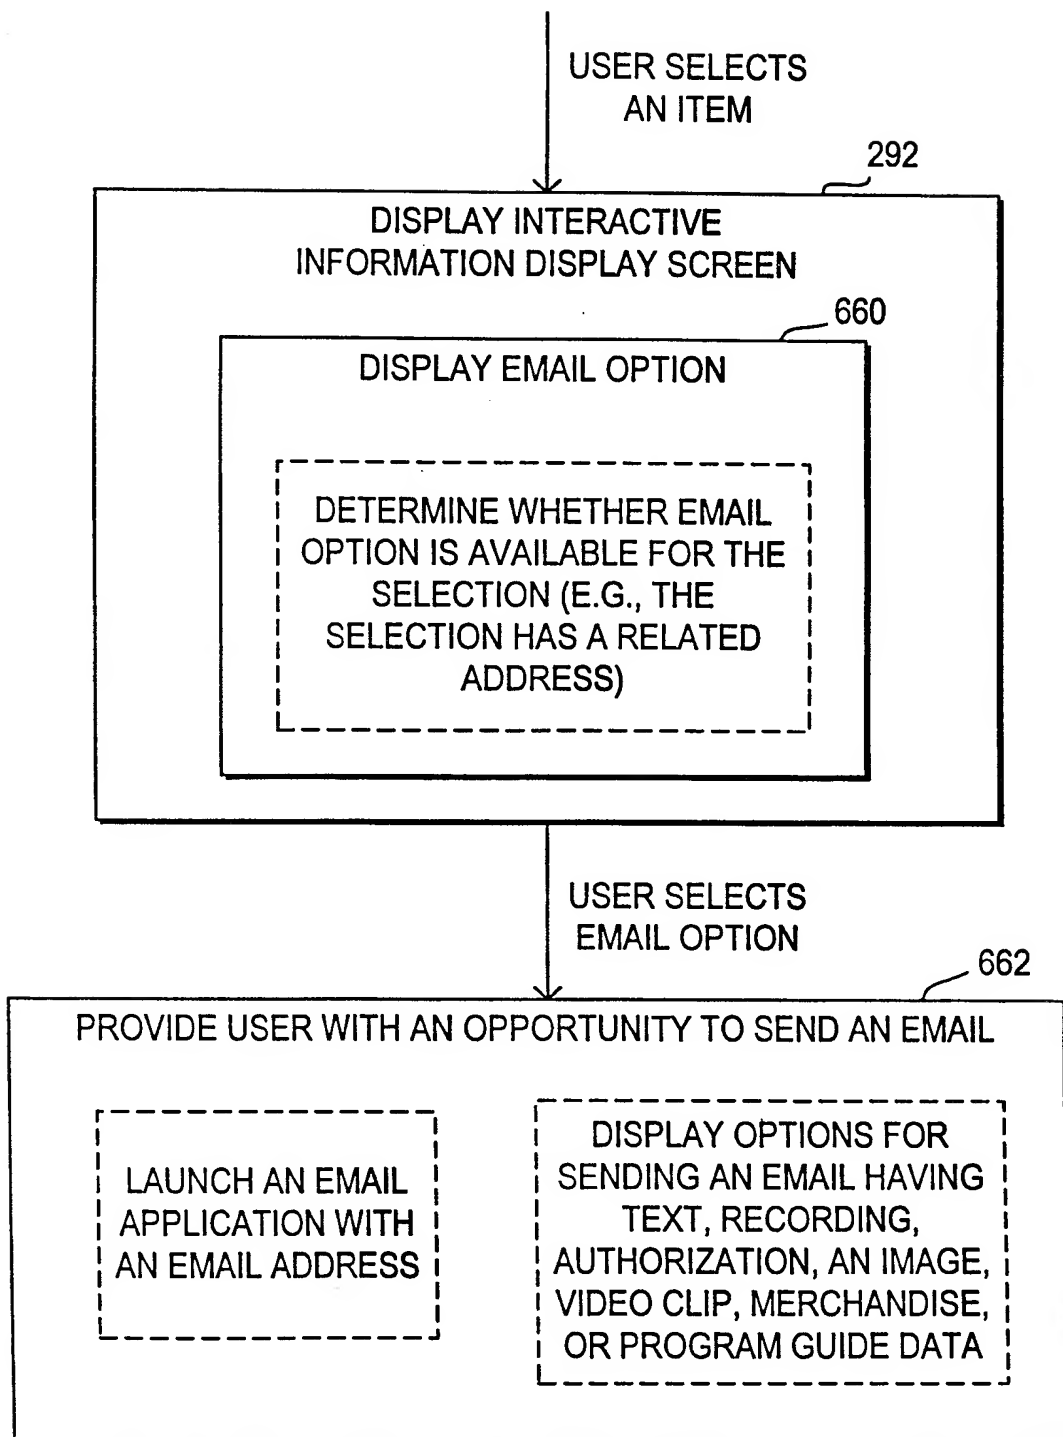 USER SELECTS
AN ITEM
292
DISPLAY INTERACTIVE
INFORMATION DISPLAY SCREEN
660
DISPLAY EMAIL OPTION
DETERMINE WHETHER EMAIL
OPTION IS AVAILABLE FOR THE
SELECTION (E.G., THE
SELECTION HAS A RELATED
ADDRESS)
USER SELECTS
EMAIL OPTION
662
PROVIDE USER WITH AN OPPORTUNITY TO SEND AN EMAIL
LAUNCH AN EMAIL
APPLICATION WITH
AN EMAIL ADDRESS
DISPLAY OPTIONS FOR
SENDING AN EMAIL HAVING
TEXT, RECORDING,
AUTHORIZATION, AN IMAGE,
VIDEO CLIP, MERCHANDISE,
OR PROGRAM GUIDE DATA